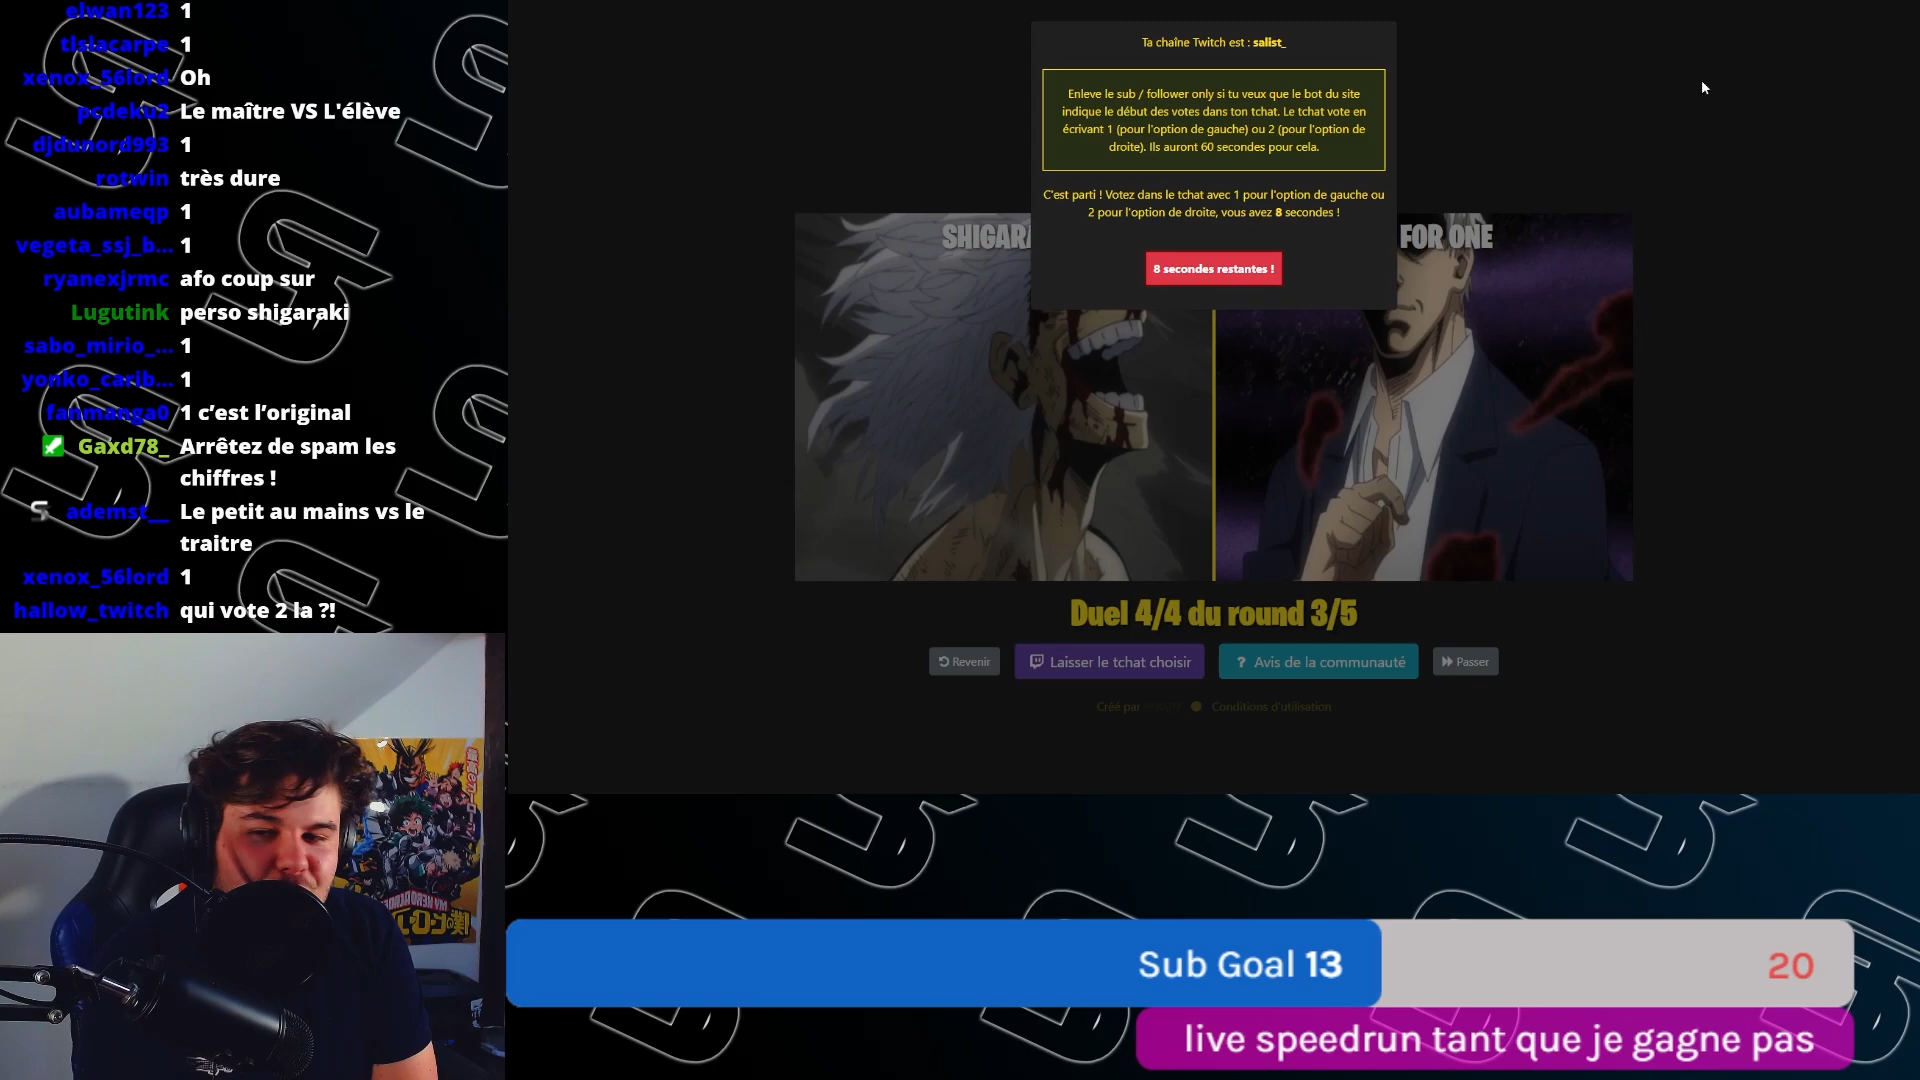 elwan123 1
tlslacarpe 1
xenox_56lord Oh
pcdeku2 Le maître VS L'élève
djdunord993 1
rotwin très dure
aubameqp 1
vegeta_ssj_b... 1
ryanexjrmc afo coup sur
Lugutink perso shigaraki
sabo_mirio_... 1
yonko_carib... 1
fanmanga0 1 c’est l’original
Gaxd78_ Arrêtez de spam les
chiffres !
ademst__ Le petit au mains vs le
traitre
xenox_56lord 1
hallow_twitch qui vote 2 la ?!
Ta chaîne Twitch est : salist_
Enleve le sub / follower only si tu veux que le bot du site
indique le début des votes dans ton tchat. Le tchat vote en
écrivant 1 (pour l'option de gauche) ou 2 (pour l'option de
droite). Ils auront 60 secondes pour cela.
C'est parti ! Votez dans le tchat avec 1 pour l'option de gauche ou
2 pour l'option de droite, vous avez 8 secondes !
8 secondes restantes !
SHIGARA
FOR ONE
Duel 4/4 du round 3/5
Revenir
Laisser le tchat choisir
? Avis de la communauté
Passer
Créé par
Conditions d'utilisation
Sub Goal 13
20
live speedrun tant que je gagne pas